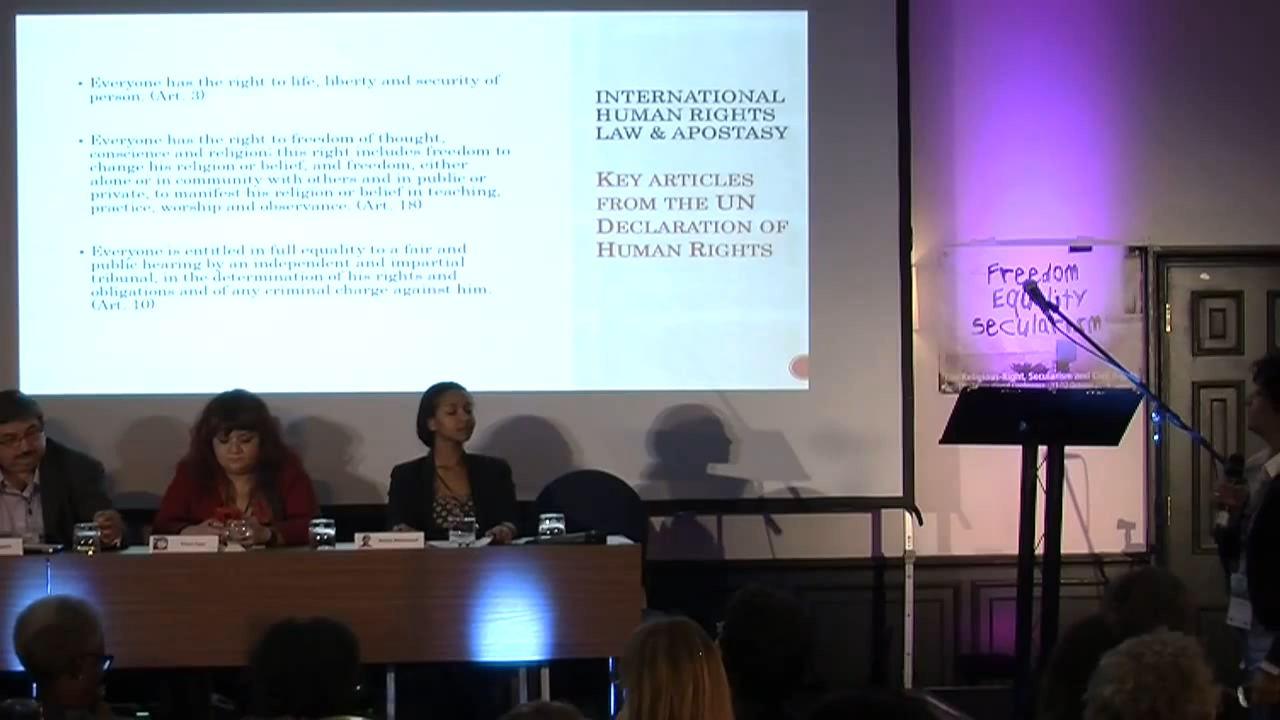 • Everyone has the right to life, liberty and security of
person. (Art. 3)
• Everyone has the right to freedom of thought,
conscience and religion; this right includes freedom to
change his religion or belief, and freedom, either
alone or in community with others and in public or
private, to manifest his religion or belief in teaching,
practice, worship and observance. (Art. 18)
• Everyone is entitled in full equality to a fair and
public hearing by an independent and impartial
tribunal, in the determination of his rights and
obligations and of any criminal charge against him.
(Art. 10)
INTERNATIONAL
HUMAN RIGHTS
LAW & APOSTASY
KEY ARTICLES
FROM THE UN
DECLARATION OF
HUMAN RIGHTS
Freedom
Equality
secularism
Religious-Right, Secularism and Civil